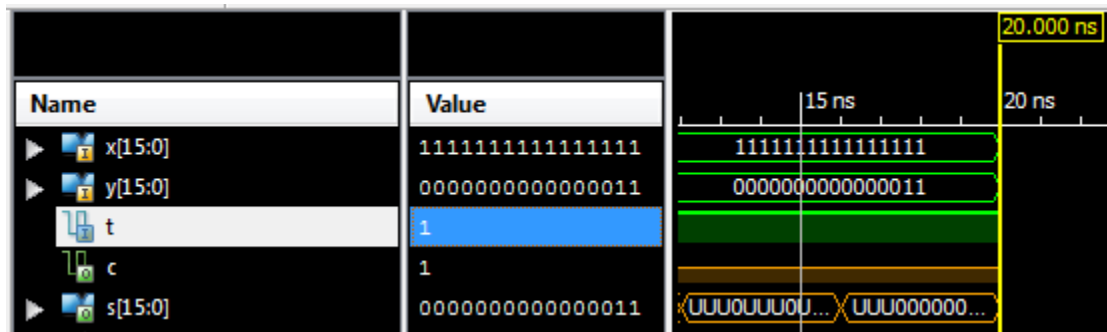 20.000 ns
Name Value 15 ns 20 ns
x[15:0] 1111111111111111 1111111111111111
y[15:0] 0000000000000011 0000000000000011
t 1
c 1
s[15:0] 0000000000000011 UUU0UUU0U... UUU000000...